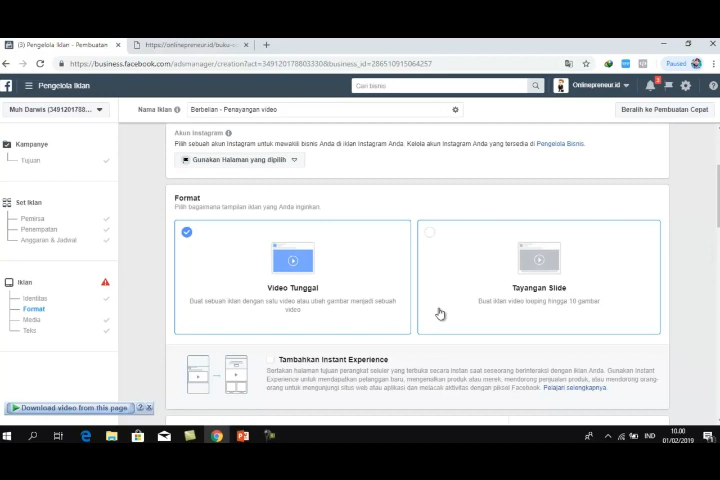 (3) Pengelola Iklan - Pembuatan
https://onlinepreneur.id/buku-
https://business.facebook.com/adsmanager/creation?act=349120178803330&business_id=286510915064257
Paused
Pengelola Iklan
Cari bisnis
Onlinepreneur.id
3
Muh Darwis (3491201788...
Nama Iklan
Berbelian - Penayangan video
Beralih ke Pembuatan Cepat
Kampanye
Tujuan
Set Iklan
Pemirsa
Penempatan
Anggaran & Jadwal
Iklan
Identitas
Format
Media
Teks
Akun Instagram
Pilih sebuah akun Instagram untuk mewakili bisnis Anda di iklan Instagram Anda. Kelola akun Instagram Anda yang tersedia di Pengelola Bisnis.
Gunakan Halaman yang dipilih
Format
Pilih bagaimana tampilan iklan yang Anda inginkan.
Video Tunggal
Buat sebuah iklan dengan satu video atau ubah gambar menjadi sebuah
video
Tayangan Slide
Buat iklan video looping hingga 10 gambar
Tambahkan Instant Experience
Sertakan halaman tujuan perangkat seluler yang terbuka secara instan saat seseorang berinteraksi dengan iklan Anda. Gunakan Instant
Experience untuk mendapatkan pelanggan baru, mengenalkan produk atau merek, mendorong penjualan produk, atau mendorong orang-
orang untuk mengunjungi situs web atau aplikasi dan melacak aktivitas dengan piksel Facebook. Pelajari selengkapnya.
Download video from this page
IND
10.00
01/02/2019